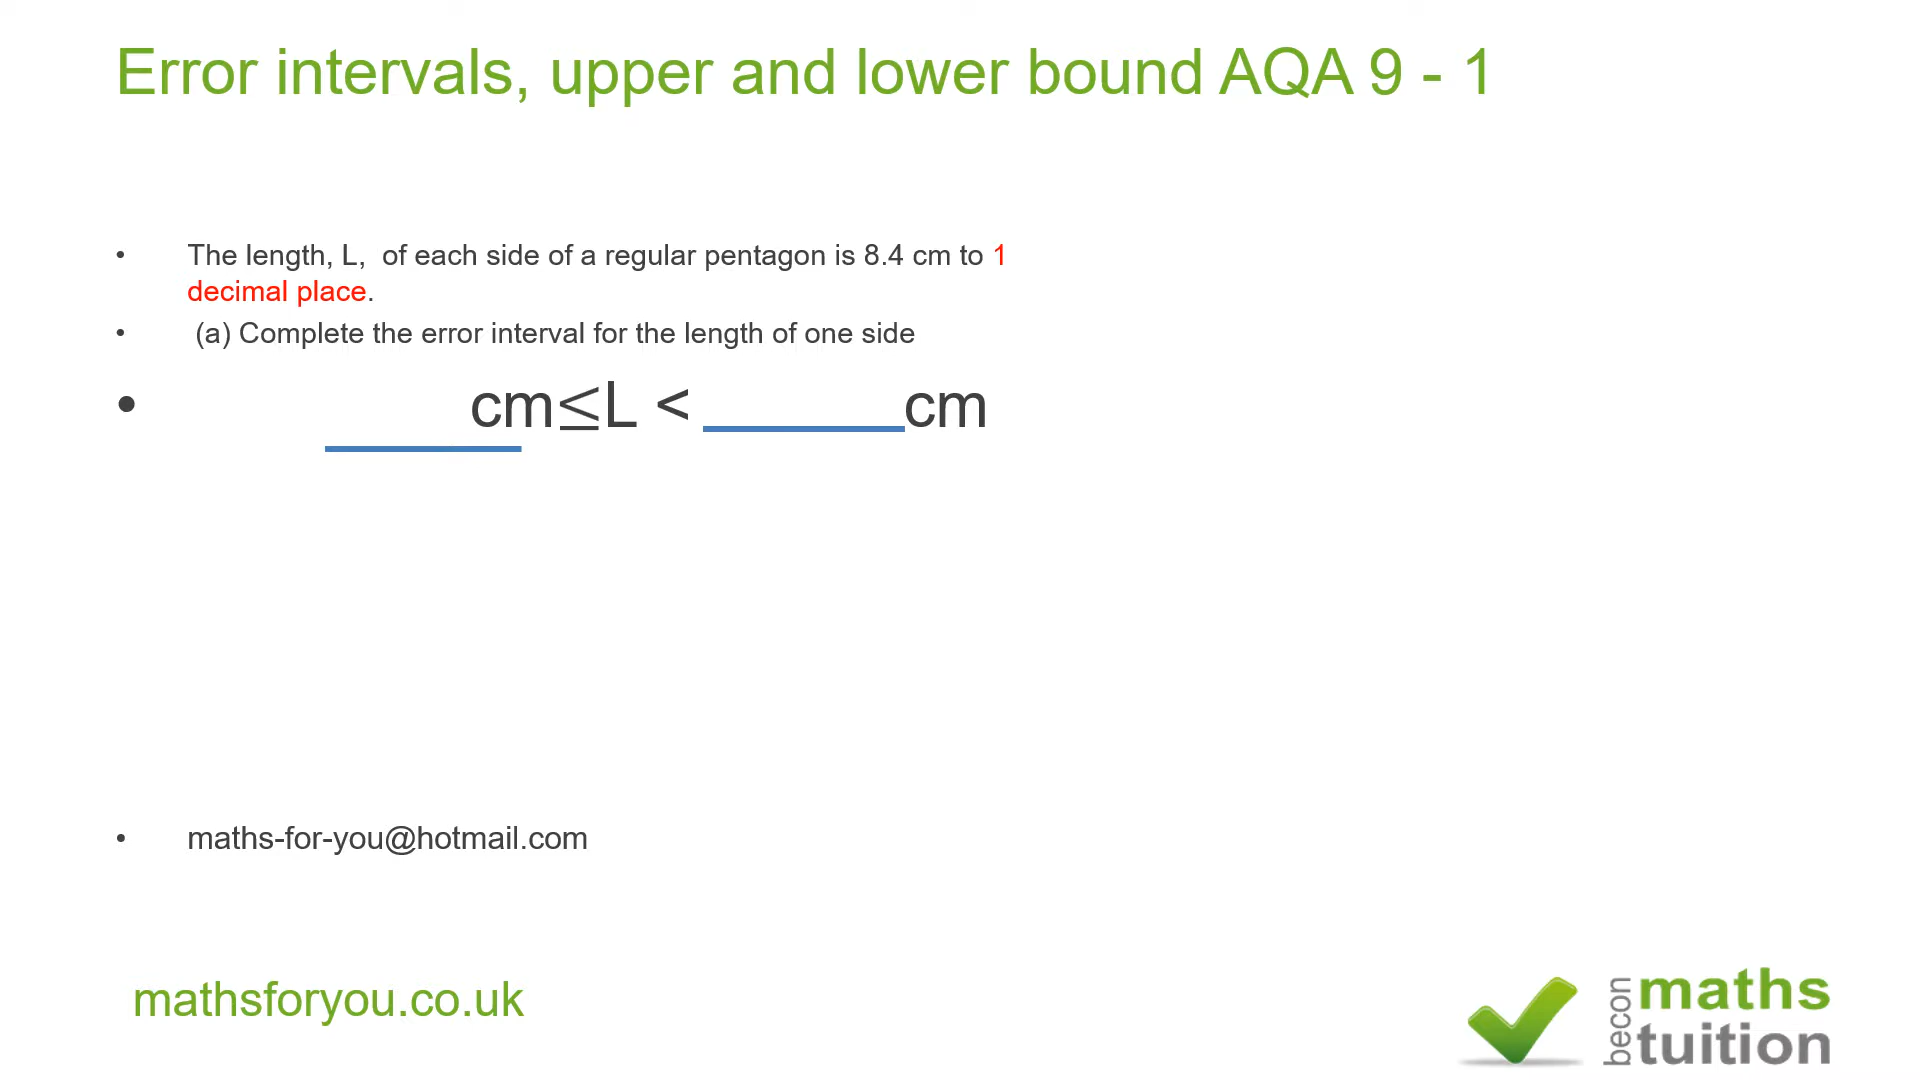 Error intervals, upper and lower bound AQA 9 - 1
• The length, L,  of each side of a regular pentagon is 8.4 cm to 1
decimal place.
• (a) Complete the error interval for the length of one side
• cm≤L < ______cm
• maths-for-you@hotmail.com
mathsforyou.co.uk
becon
maths
tuition